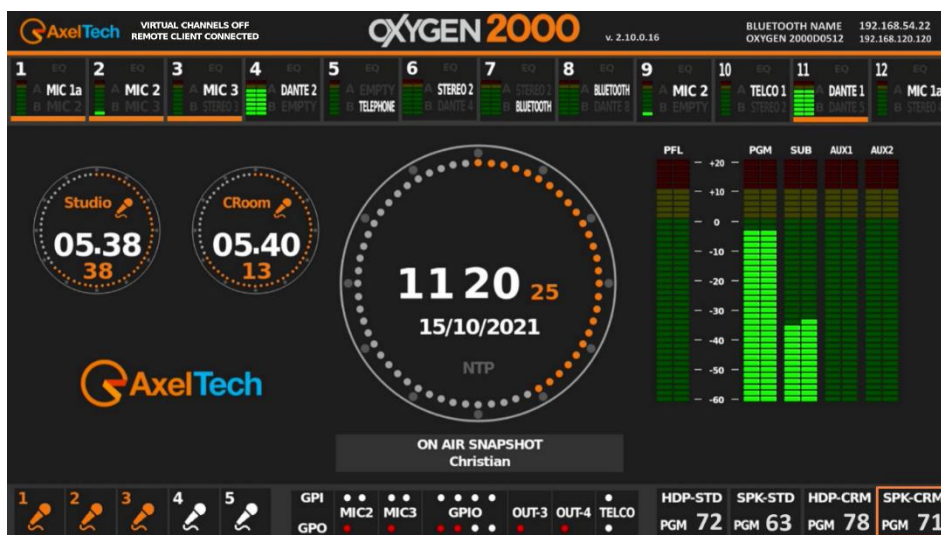 AxelTech
VIRTUAL CHANNELS OFF
REMOTE CLIENT CONNECTED
OXYGEN 2000
v. 2.10.0.16
BLUETOOTH NAME
OXYGEN 2000D0512
192.168.54.22
192.168.120.120
1 EQ
A MIC 1a
B MIC 2
2 EQ
A MIC 2
B MIC 3
3 EQ
A MIC 3
B STEREO 3
4 EQ
A DANTE 2
B EMPTY
5 EQ
A EMPTY
B TELEPHONE
6 EQ
A STEREO 2
B DANTE 4
7 EQ
A STEREO 2
B BLUETOOTH
8 EQ
A BLUETOOTH
B DANTE 8
9 EQ
A MIC 2
B EMPTY
10 EQ
A TELCO 1
B STEREO 2
11 EQ
A DANTE 1
B DANTE 5
12 EQ
A MIC 1a
B STEREO
Studio
05.38
38
CRoom
05.40
13
11 20 25
15/10/2021
NTP
AxelTech
ON AIR SNAPSHOT
Christian
PFL PGM SUB AUX1 AUX2
+20
+10
0
-10
-20
-30
-40
-50
-60
1 2 3 4 5
GPI
MIC2 MIC3 GPIO OUT-3 OUT-4 TELCO
GPO
HDP-STD SPK-STD HDP-CRM SPK-CRM
PGM 72 PGM 63 PGM 78 PGM 71